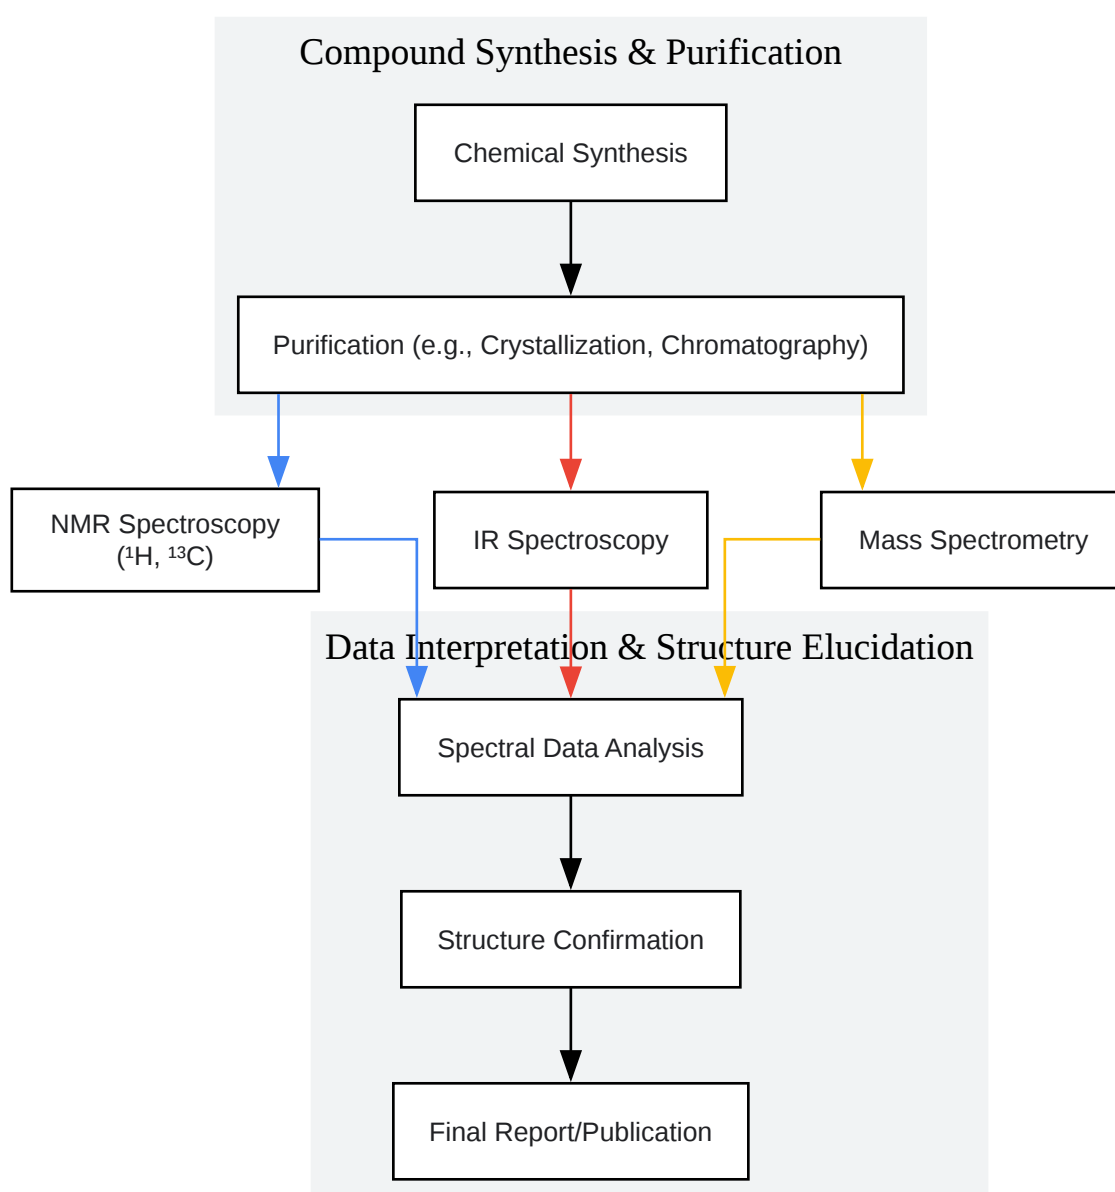 Compound Synthesis & Purification
Chemical Synthesis
Purification (e.g., Crystallization, Chromatography)
NMR Spectroscopy
(¹H, ¹³C)
IR Spectroscopy
Mass Spectrometry
Data Interpretation & Structure Elucidation
Spectral Data Analysis
Structure Confirmation
Final Report/Publication